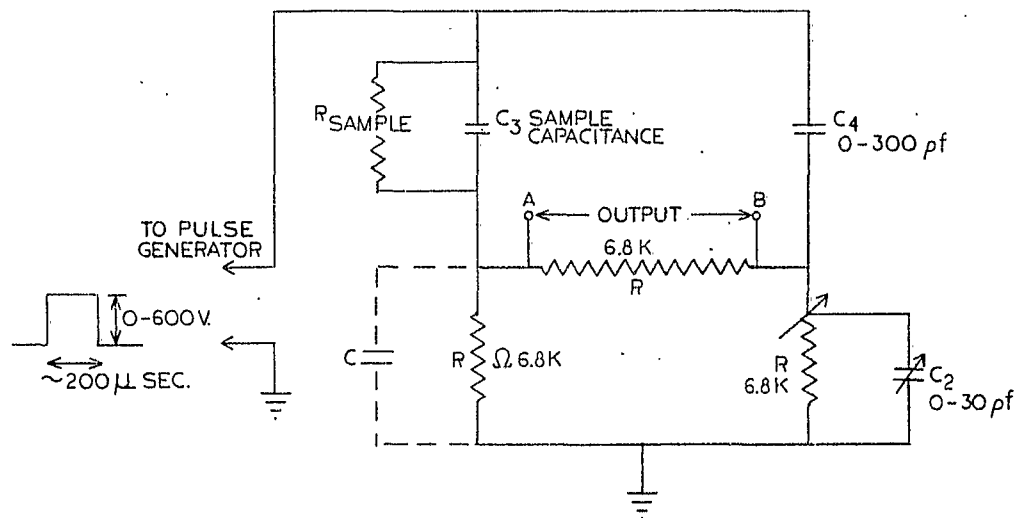 R SAMPLE
C3 SAMPLE
CAPACITANCE
C4
0-300 pf
A
OUTPUT
B
TO PULSE
GENERATOR
6.8 K
R
0-600 V.
~200 μ SEC.
C
R
Ω 6.8K
R
6.8K
C2
0-30 pf